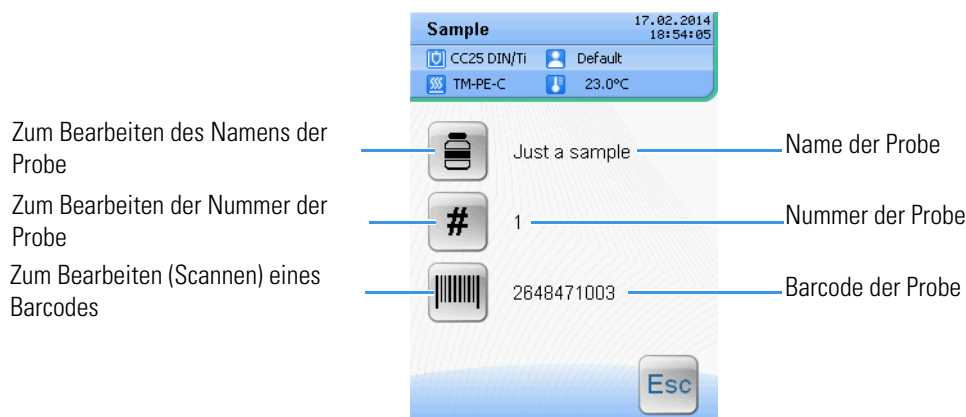 Sample
17.02.2014
18:54:05
CC25 DIN/Ti
Default
TM-PE-C
23.0°C
Zum Bearbeiten des Namens der
Probe
Just a sample
Name der Probe
Zum Bearbeiten der Nummer der
Probe
#
1
Nummer der Probe
Zum Bearbeiten (Scannen) eines
Barcodes
2648471003
Barcode der Probe
Esc